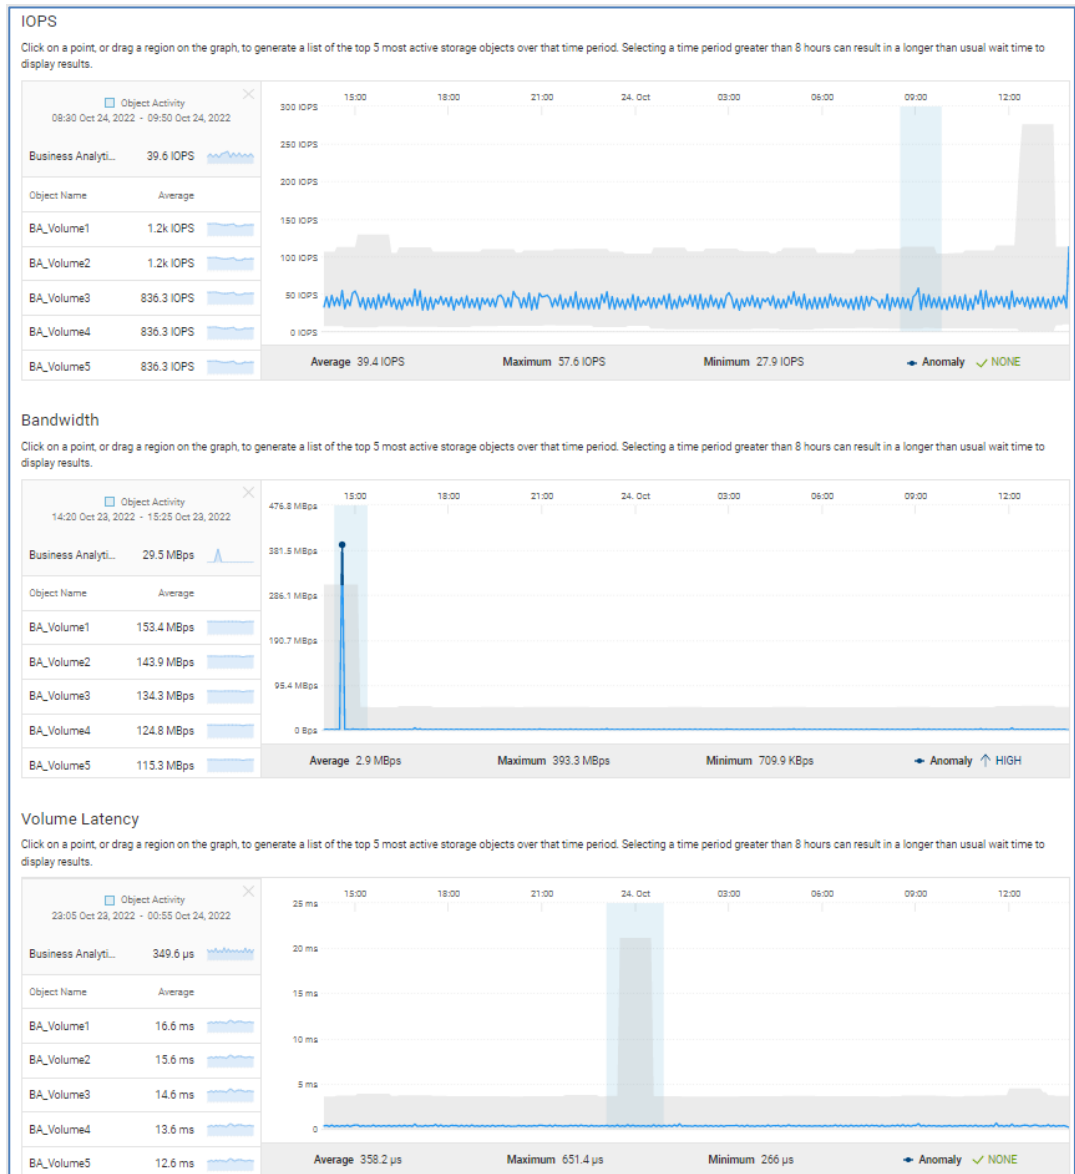 IOPS
Click on a point, or drag a region on the graph, to generate a list of the top 5 most active storage objects over that time period. Selecting a time period greater than 8 hours can result in a longer than usual wait time to
display results.
Object Activity
08:30 Oct 24, 2022 - 09:50 Oct 24, 2022
Business Analyti... 39.6 IOPS
Object Name Average
BA_Volume1 1.2k IOPS
BA_Volume2 1.2k IOPS
BA_Volume3 836.3 IOPS
BA_Volume4 836.3 IOPS
BA_Volume5 836.3 IOPS
15:00 18:00 21:00 24. Oct 03:00 06:00 09:00 12:00
300 IOPS
250 IOPS
200 IOPS
150 IOPS
100 IOPS
50 IOPS
0 IOPS
Average 39.4 IOPS Maximum 57.6 IOPS Minimum 27.9 IOPS Anomaly NONE
Bandwidth
Click on a point, or drag a region on the graph, to generate a list of the top 5 most active storage objects over that time period. Selecting a time period greater than 8 hours can result in a longer than usual wait time to
display results.
Object Activity
14:20 Oct 23, 2022 - 15:25 Oct 23, 2022
Business Analyti... 29.5 MBps
Object Name Average
BA_Volume1 153.4 MBps
BA_Volume2 143.9 MBps
BA_Volume3 134.3 MBps
BA_Volume4 124.8 MBps
BA_Volume5 115.3 MBps
15:00 18:00 21:00 24. Oct 03:00 06:00 09:00 12:00
476.8 MBps
381.5 MBps
286.1 MBps
190.7 MBps
95.4 MBps
0 Bps
Average 2.9 MBps Maximum 393.3 MBps Minimum 709.9 KBps Anomaly HIGH
Volume Latency
Click on a point, or drag a region on the graph, to generate a list of the top 5 most active storage objects over that time period. Selecting a time period greater than 8 hours can result in a longer than usual wait time to
display results.
Object Activity
23:05 Oct 23, 2022 - 00:55 Oct 24, 2022
Business Analyti... 349.6 µs
Object Name Average
BA_Volume1 16.6 ms
BA_Volume2 15.6 ms
BA_Volume3 14.6 ms
BA_Volume4 13.6 ms
BA_Volume5 12.6 ms
15:00 18:00 21:00 24. Oct 03:00 06:00 09:00 12:00
25 ms
20 ms
15 ms
10 ms
5 ms
0
Average 358.2 µs Maximum 651.4 µs Minimum 266 µs Anomaly NONE